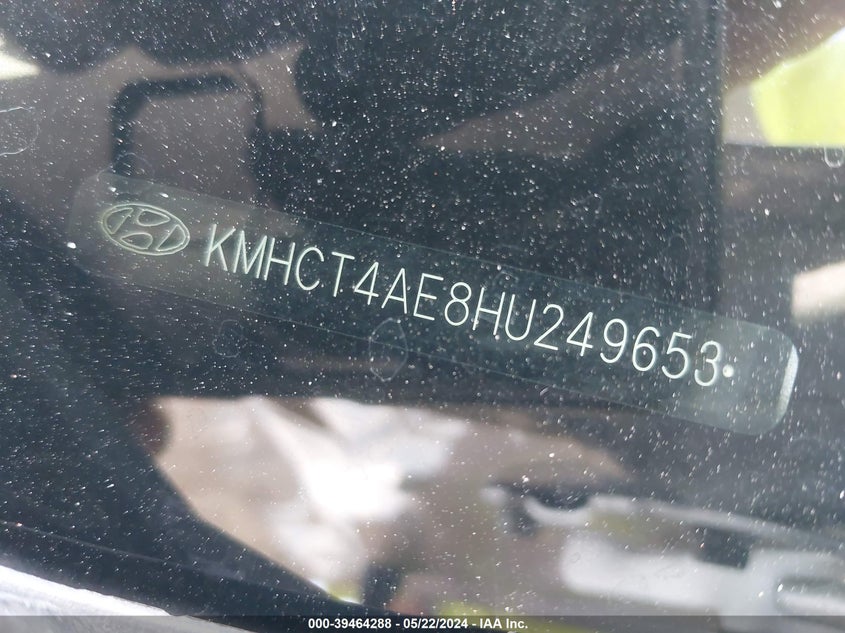 KMHCT4AE8HU249653
000-39464288 - 05/22/2024 - IAA Inc.